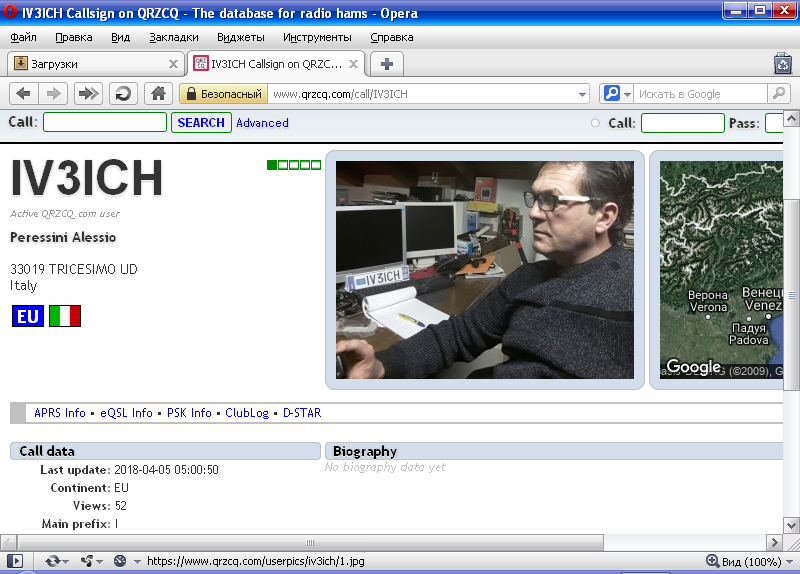 IV3ICH Callsign on QRZCQ - The database for radio hams - Opera
Файл Правка Вид Закладки Виджеты Инструменты Справка
Загрузки
QRZ CQ IV3ICH Callsign on QRZC...
Безопасный www.qrzcq.com/call/IV3ICH Искать в Google
Call: SEARCH Advanced Call: Pass:
IV3ICH
Active QRZCQ.com user
Peressini Alessio
33019 TRICESIMO UD
Italy
EU
IV3ICH
Верона
Verona
Венец
Venez
Падуя
Padova
Google
(©2009), G
APRS Info • eQSL Info • PSK Info • ClubLog • D-STAR
Call data
Last update: 2018-04-05 05:00:50
Continent: EU
Views: 52
Main prefix: I
Biography
No biography data yet
https://www.qrzcq.com/userpics/iv3ich/1.jpg Вид (100%)